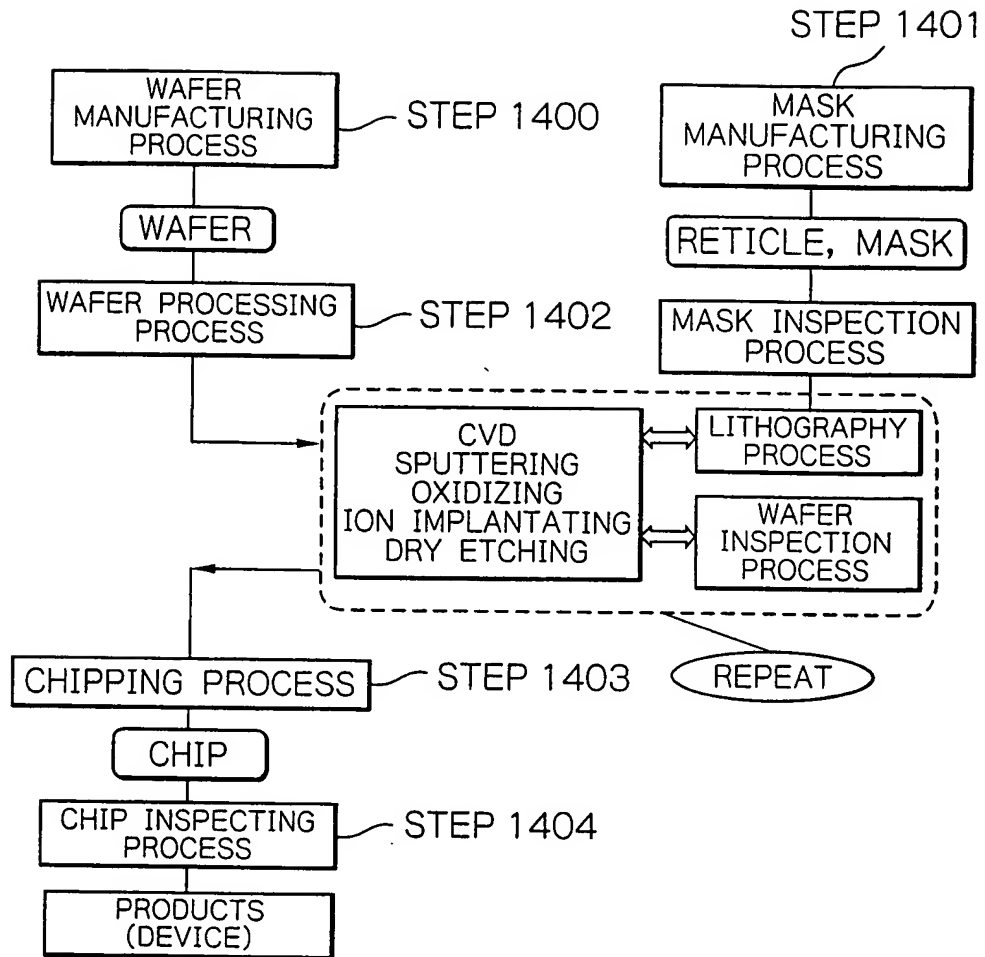 STEP 1401
WAFER
MANUFACTURING
PROCESS
STEP 1400
MASK
MANUFACTURING
PROCESS
WAFER
RETICLE, MASK
WAFER PROCESSING
PROCESS
STEP 1402
MASK INSPECTION
PROCESS
CVD
SPUTTERING
OXIDIZING
ION IMPLANTATING
DRY ETCHING
LITHOGRAPHY
PROCESS
WAFER
INSPECTION
PROCESS
REPEAT
CHIPPING PROCESS
STEP 1403
CHIP
CHIP INSPECTING
PROCESS
STEP 1404
PRODUCTS
(DEVICE)